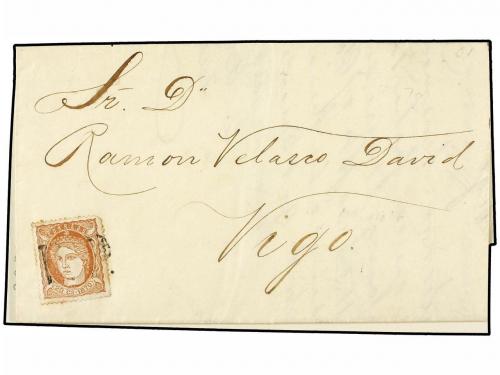 Sr. Dn
Ramon Velasco David
Vigo.